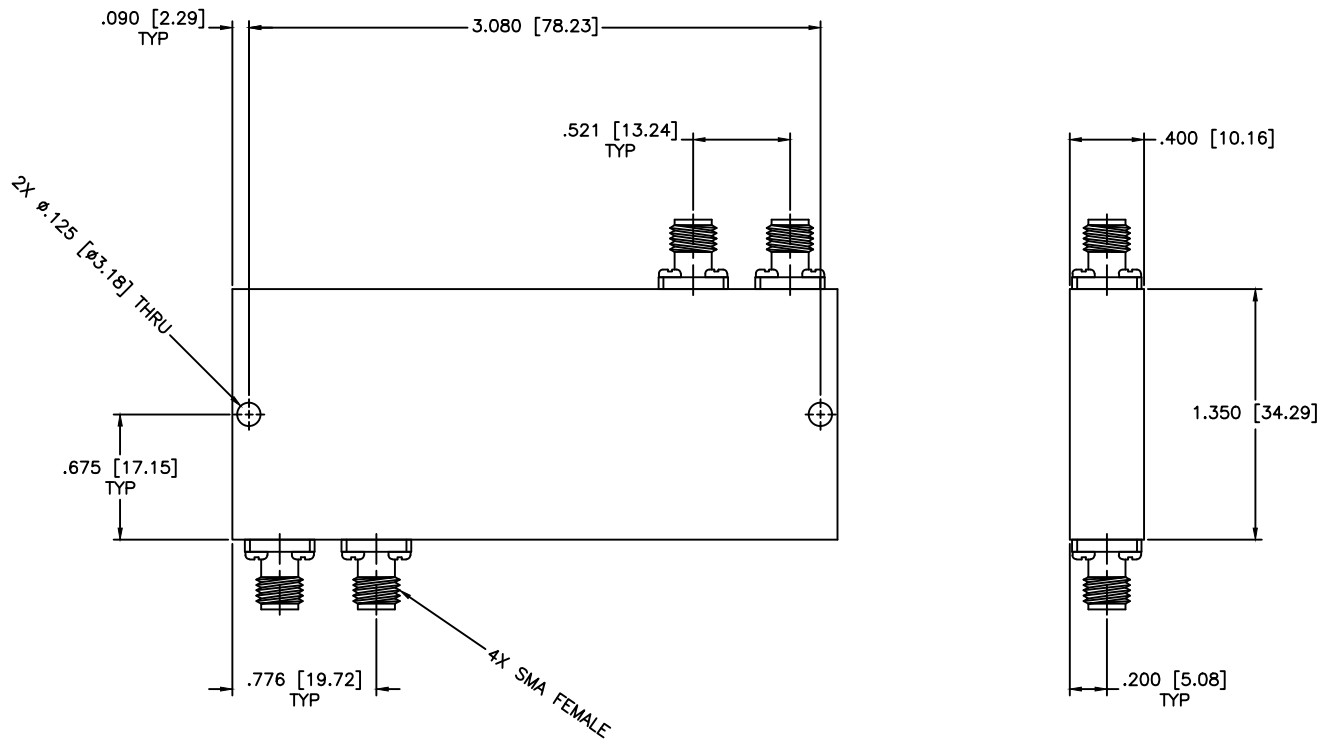 .090 [2.29]
TYP
3.080 [78.23]
.521 [13.24]
TYP
.400 [10.16]
2X ø.125 [ø3.18] THRU
1.350 [34.29]
.675 [17.15]
TYP
.776 [19.72]
TYP
4X SMA FEMALE
.200 [5.08]
TYP